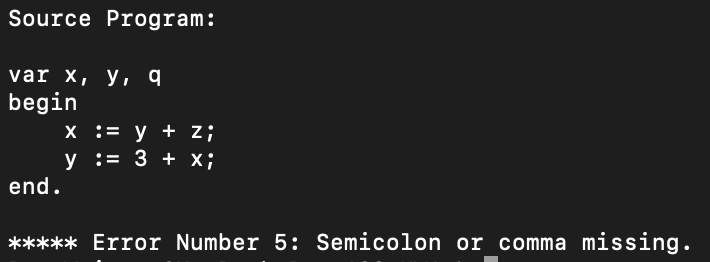 Source Program:
var x, y, q
begin
    x := y + z;
    y := 3 + x;
end.
***** Error Number 5: Semicolon or comma missing.